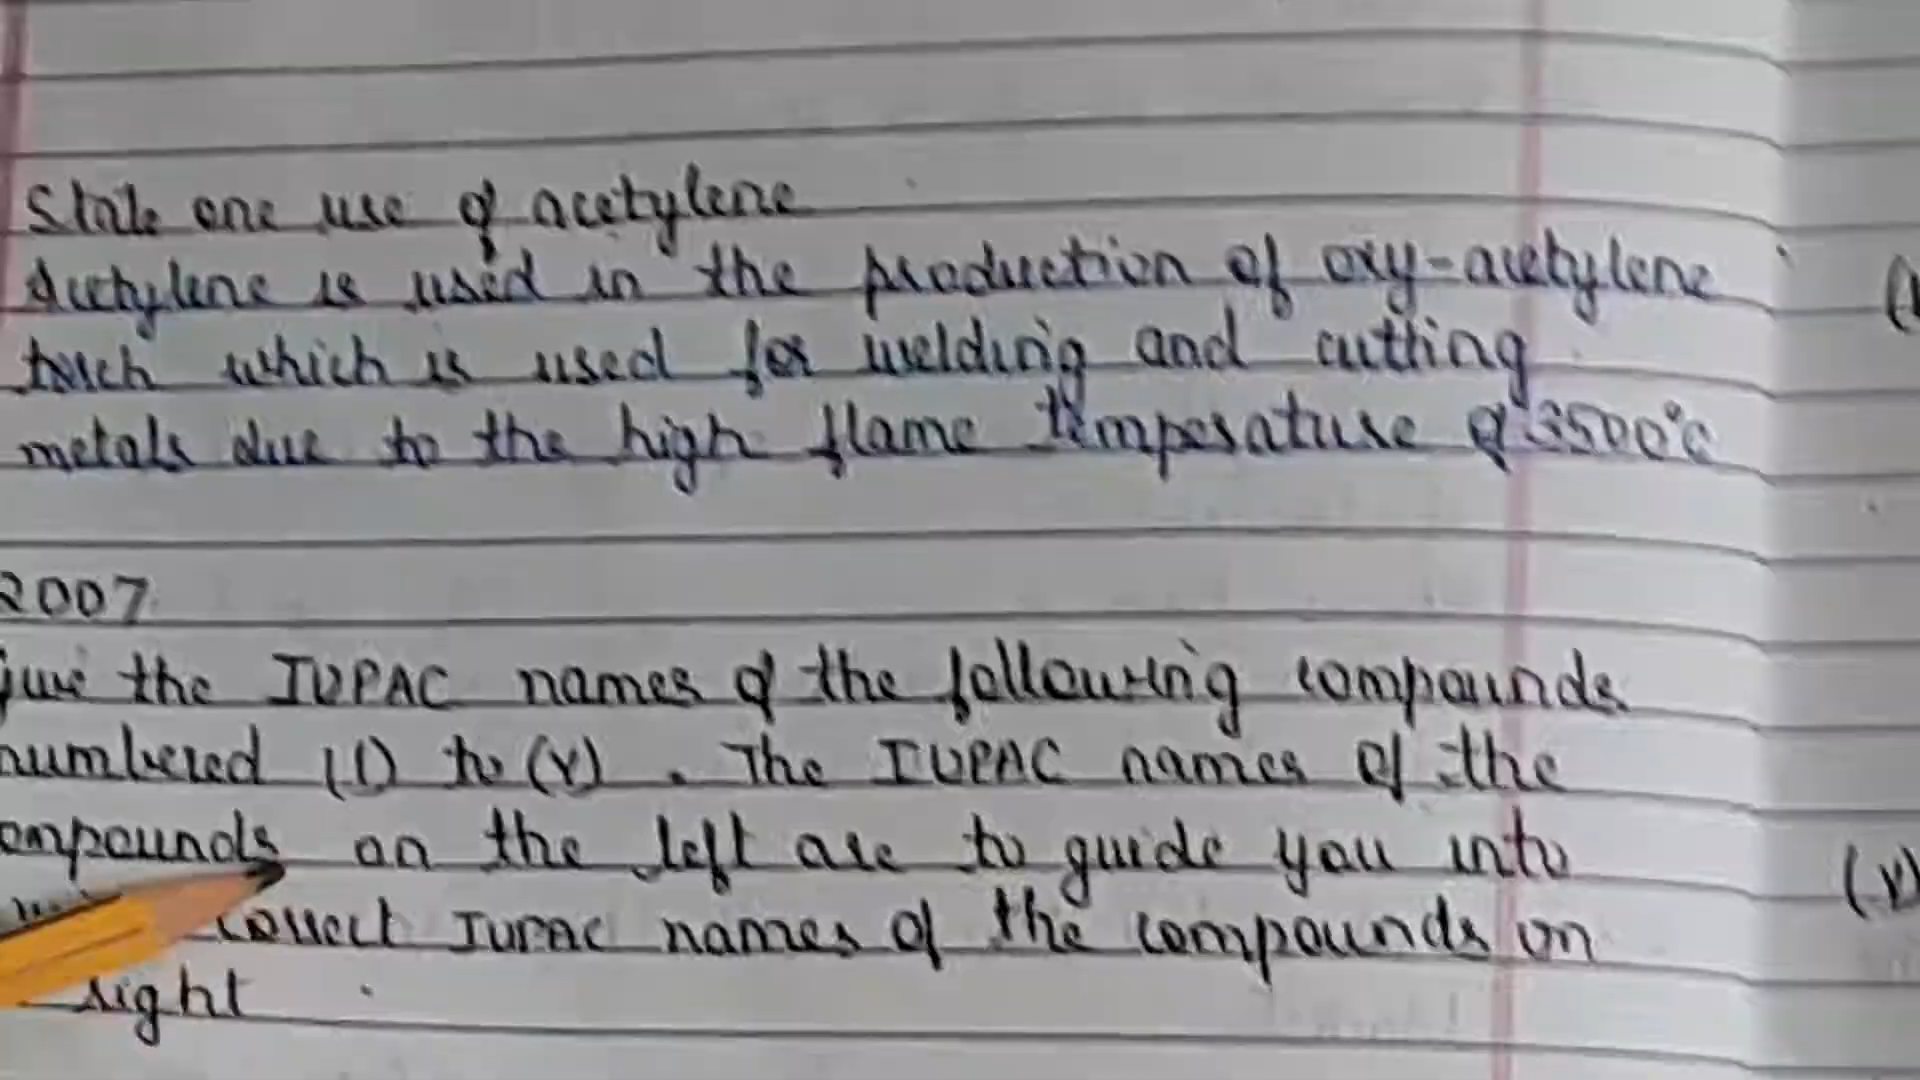 State one use of acetylene
Acetylene is used in the production of oxy-acetylene
torch which is used for welding and cutting
metals due to the high flame temperature of 3500°C
2007
give the IUPAC names of the following compounds
numbered (i) to (v). The IUPAC names of the
ompounds on the left are to guide you into
correct IUPAC names of the compounds on
right.
(v)